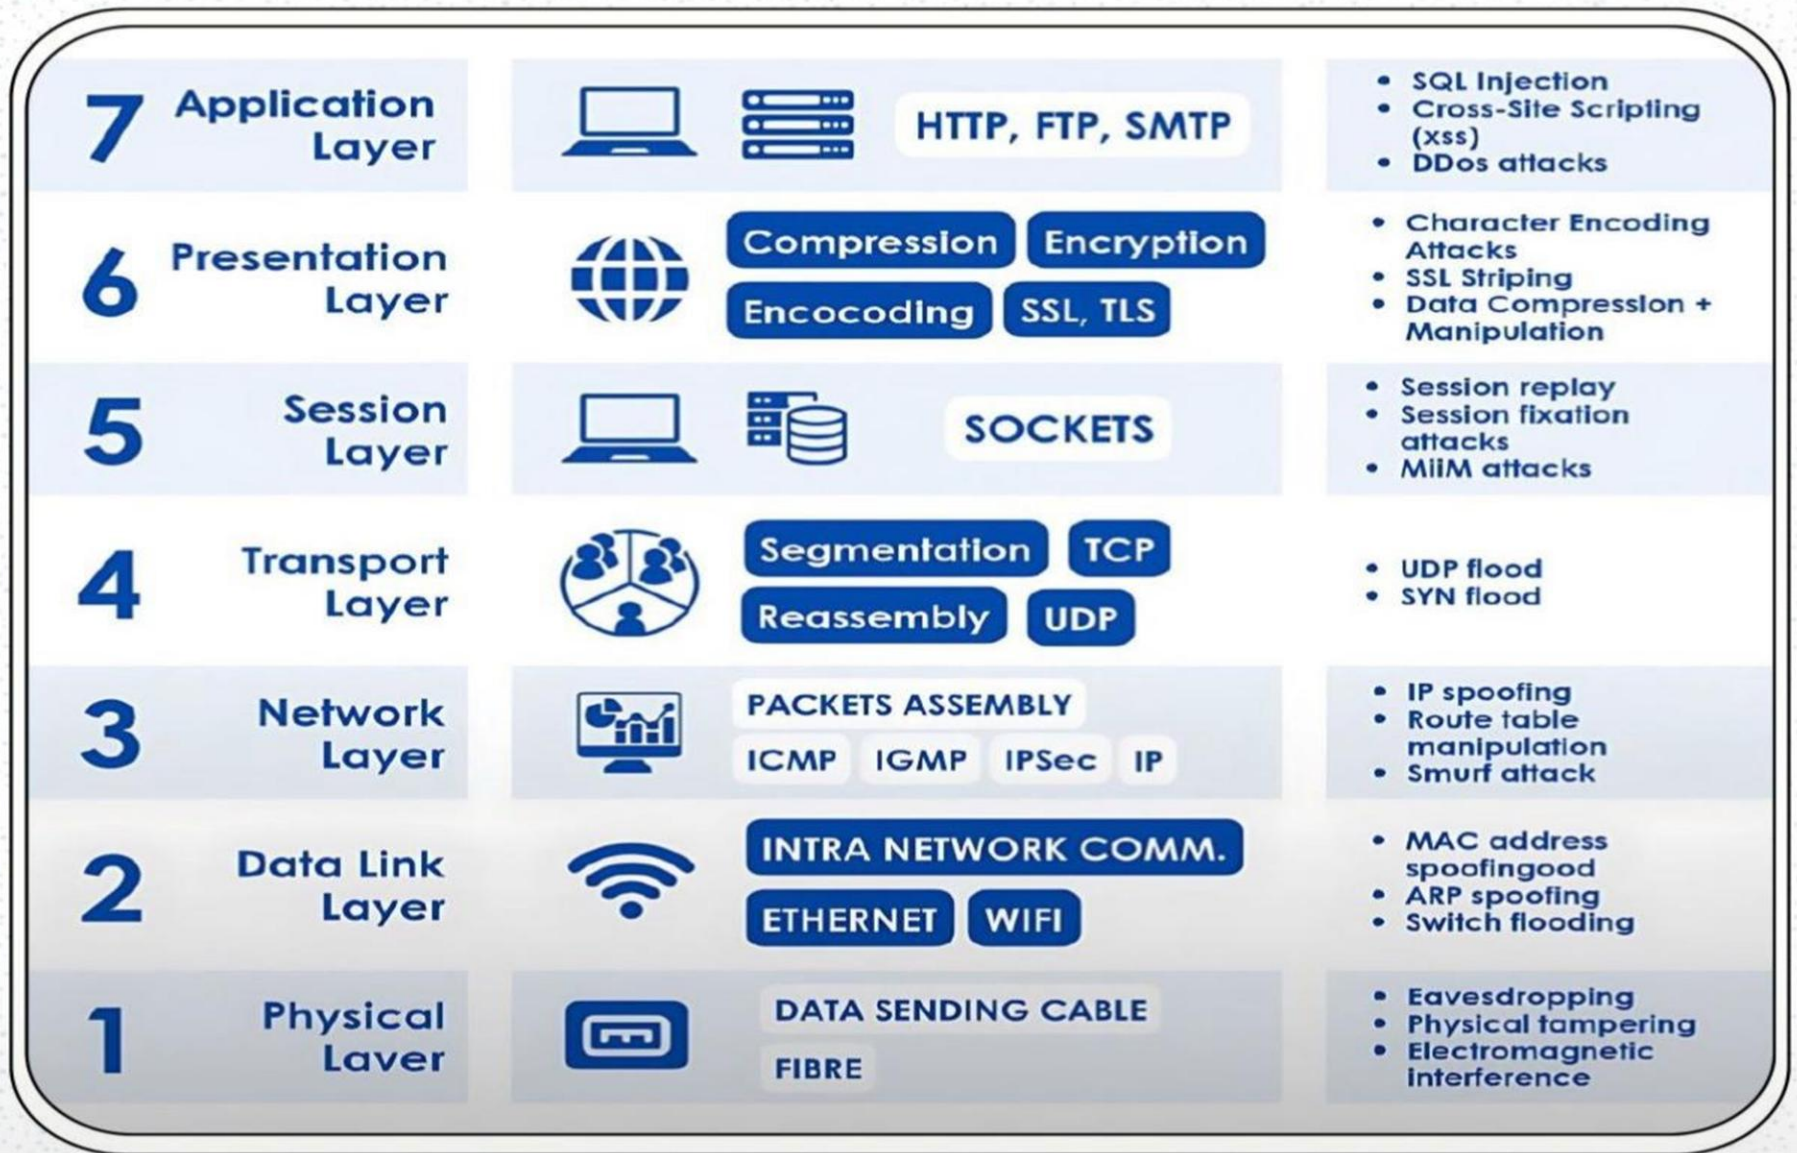 7 Application
Layer
HTTP, FTP, SMTP
• SQL Injection
• Cross-Site Scripting
(xss)
• DDos attacks
6 Presentation
Layer
Compression Encryption
Encocoding SSL, TLS
• Character Encoding
Attacks
• SSL Striping
• Data Compression +
Manipulation
5 Session
Layer
SOCKETS
• Session replay
• Session fixation
attacks
• MiiM attacks
4 Transport
Layer
Segmentation TCP
Reassembly UDP
• UDP flood
• SYN flood
3 Network
Layer
PACKETS ASSEMBLY
ICMP IGMP IPSec IP
• IP spoofing
• Route table
manipulation
• Smurf attack
2 Data Link
Layer
INTRA NETWORK COMM.
ETHERNET WIFI
• MAC address
spoofingood
• ARP spoofing
• Switch flooding
1 Physical
Laver
DATA SENDING CABLE
FIBRE
• Eavesdropping
• Physical tampering
• Electromagnetic
interference